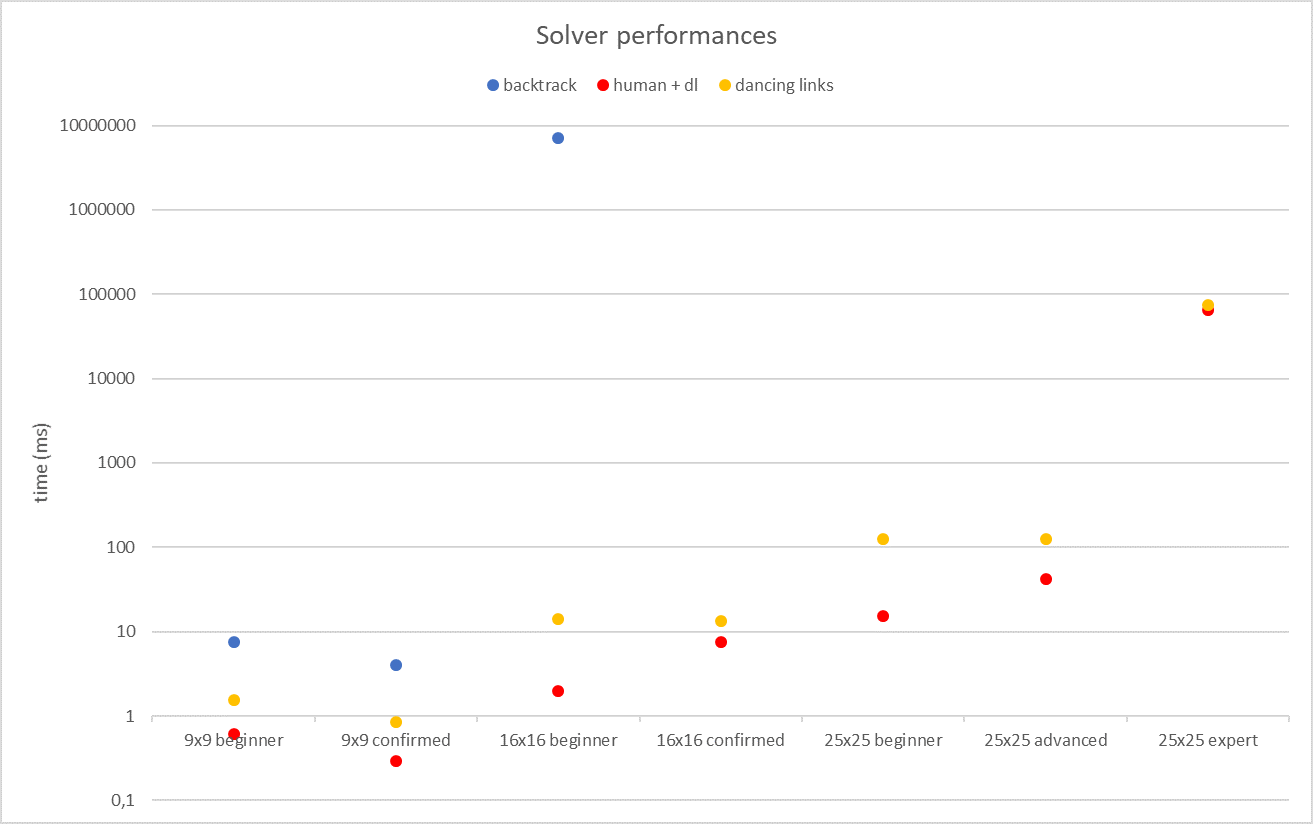 Solver performances
backtrack human + dl dancing links
10000000
1000000
100000
10000
1000
100
10
1
0,1
time (ms)
9x9 beginner 9x9 confirmed 16x16 beginner 16x16 confirmed 25x25 beginner 25x25 advanced 25x25 expert